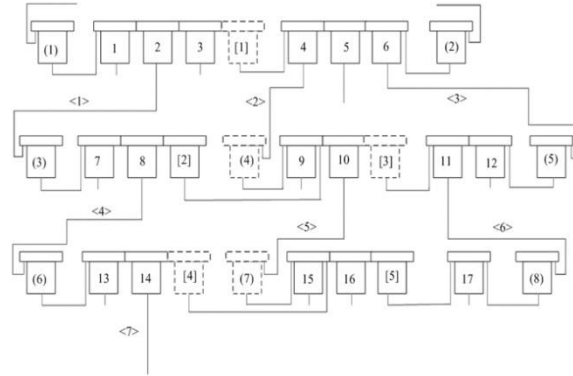 (1) 1 2 3 [1] 4 5 6 (2)
<1> <2> <3>
(3) 7 8 [2] (4) 9 10 [3] 11 12 (5)
<4> <5> <6>
(6) 13 14 [4] (7) 15 16 [5] 17 (8)
<7>